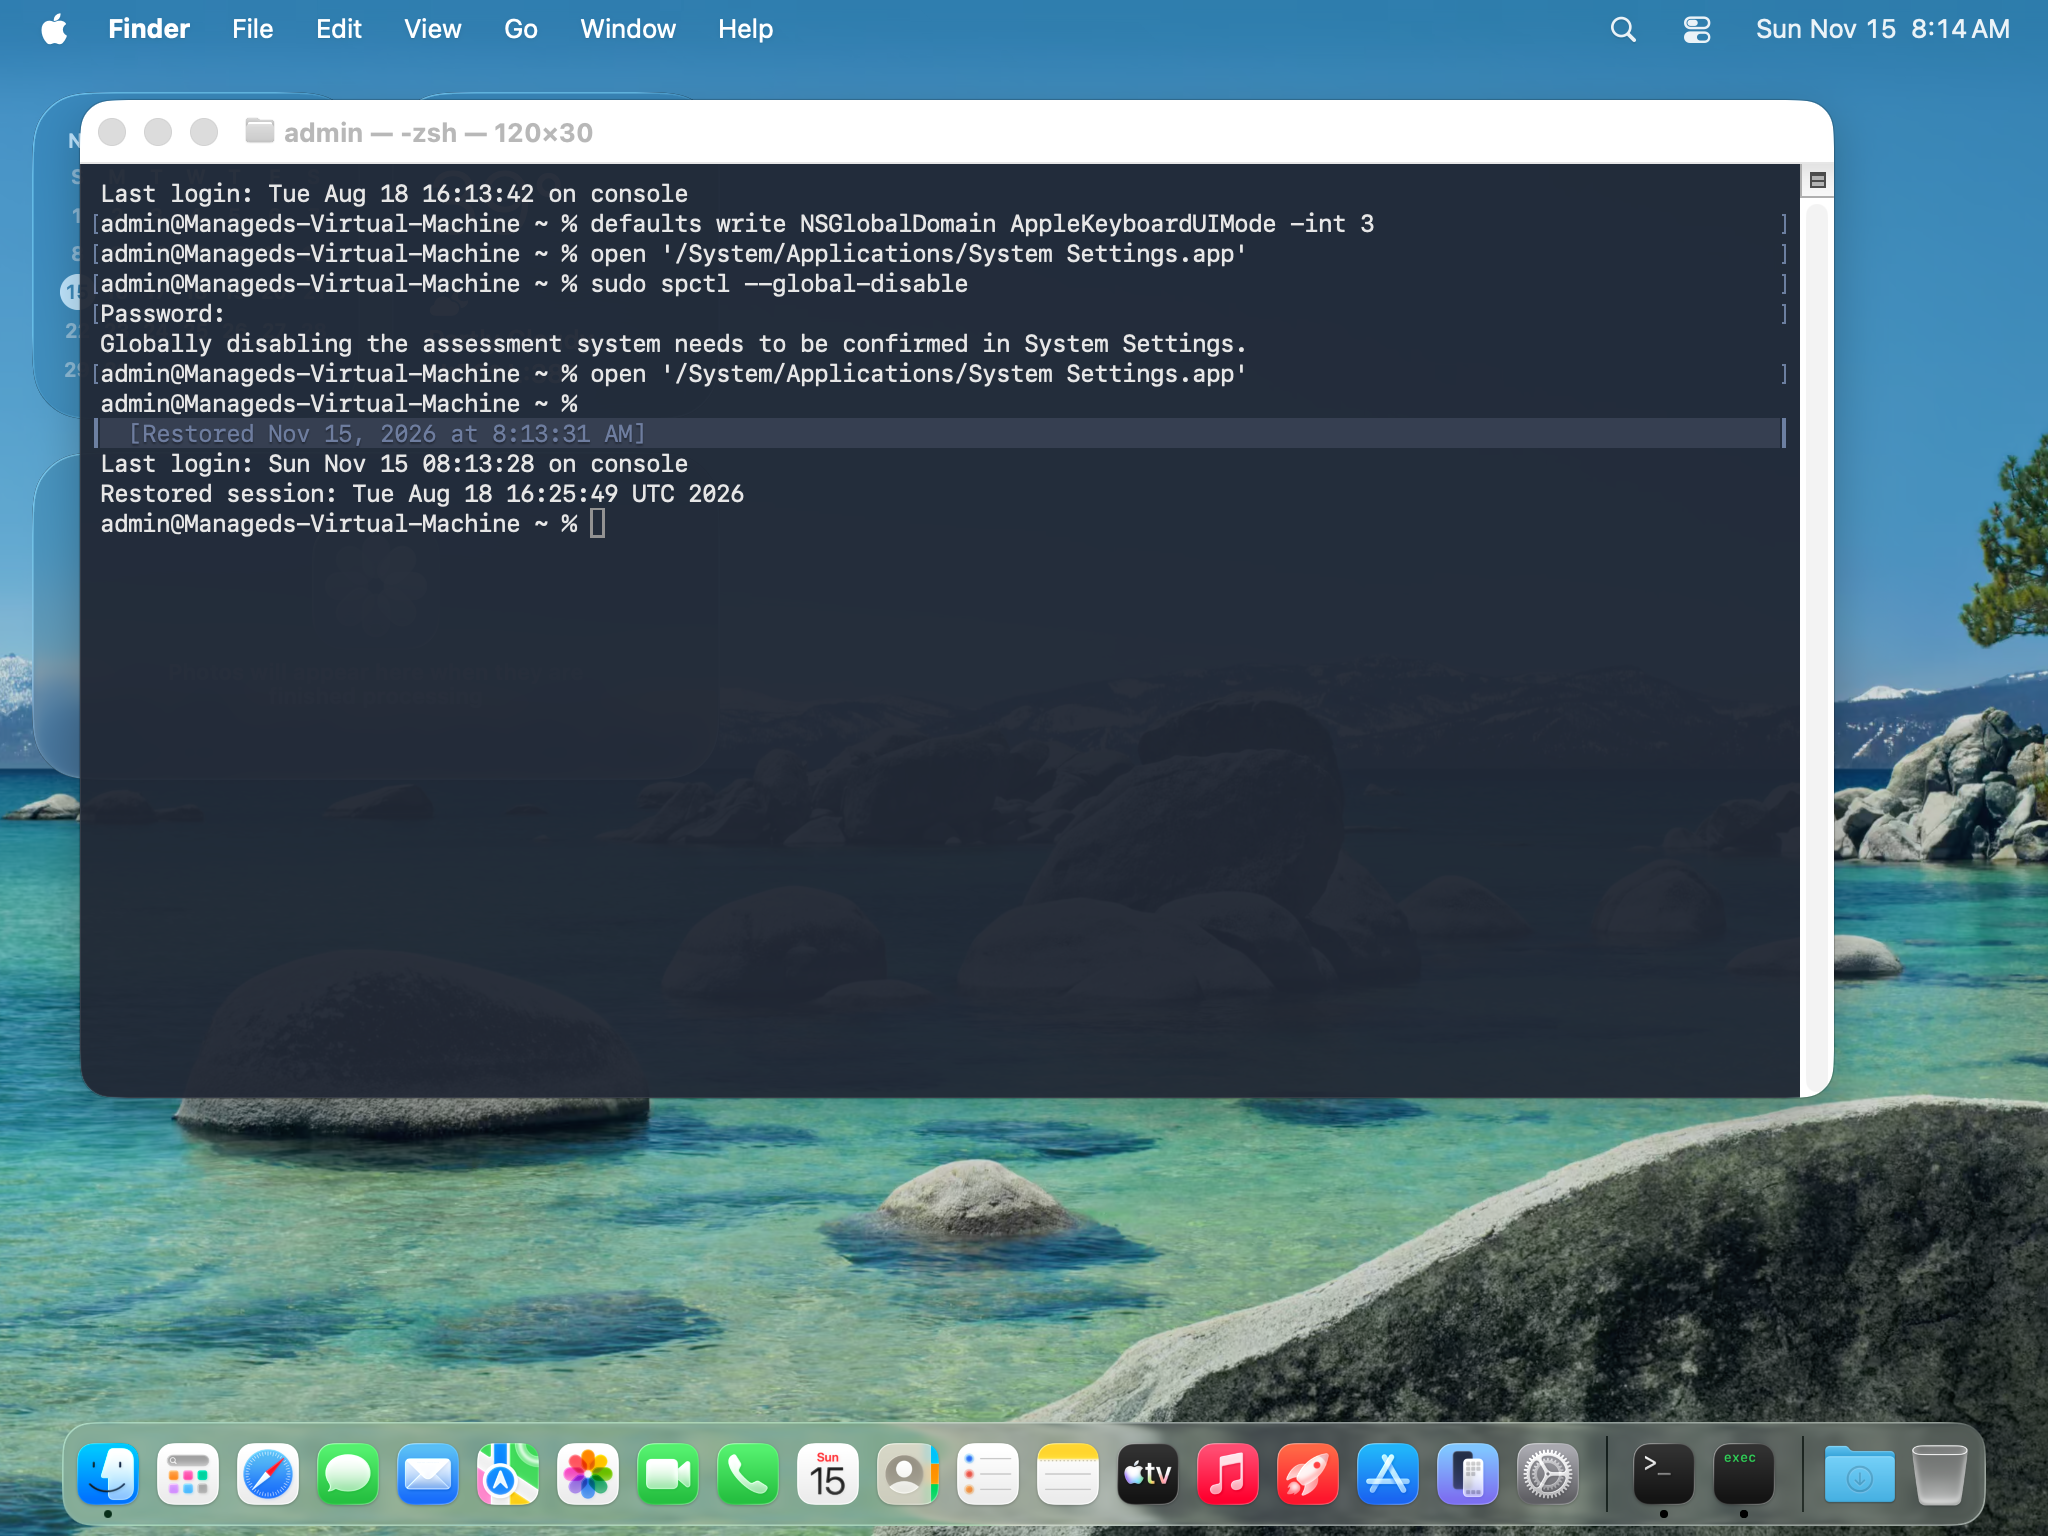 Finder File Edit View Go Window Help Sun Nov 15 8:14 AM
admin — -zsh — 120×30
Last login: Tue Aug 18 16:13:42 on console
[admin@Manageds-Virtual-Machine ~ % defaults write NSGlobalDomain AppleKeyboardUIMode -int 3 ]
[admin@Manageds-Virtual-Machine ~ % open '/System/Applications/System Settings.app' ]
[admin@Manageds-Virtual-Machine ~ % sudo spctl --global-disable ]
[Password: ]
Globally disabling the assessment system needs to be confirmed in System Settings.
[admin@Manageds-Virtual-Machine ~ % open '/System/Applications/System Settings.app' ]
admin@Manageds-Virtual-Machine ~ %
[Restored Nov 15, 2026 at 8:13:31 AM]
Last login: Sun Nov 15 08:13:28 on console
Restored session: Tue Aug 18 16:25:49 UTC 2026
admin@Manageds-Virtual-Machine ~ %
Sun
15
tv
>_
exec